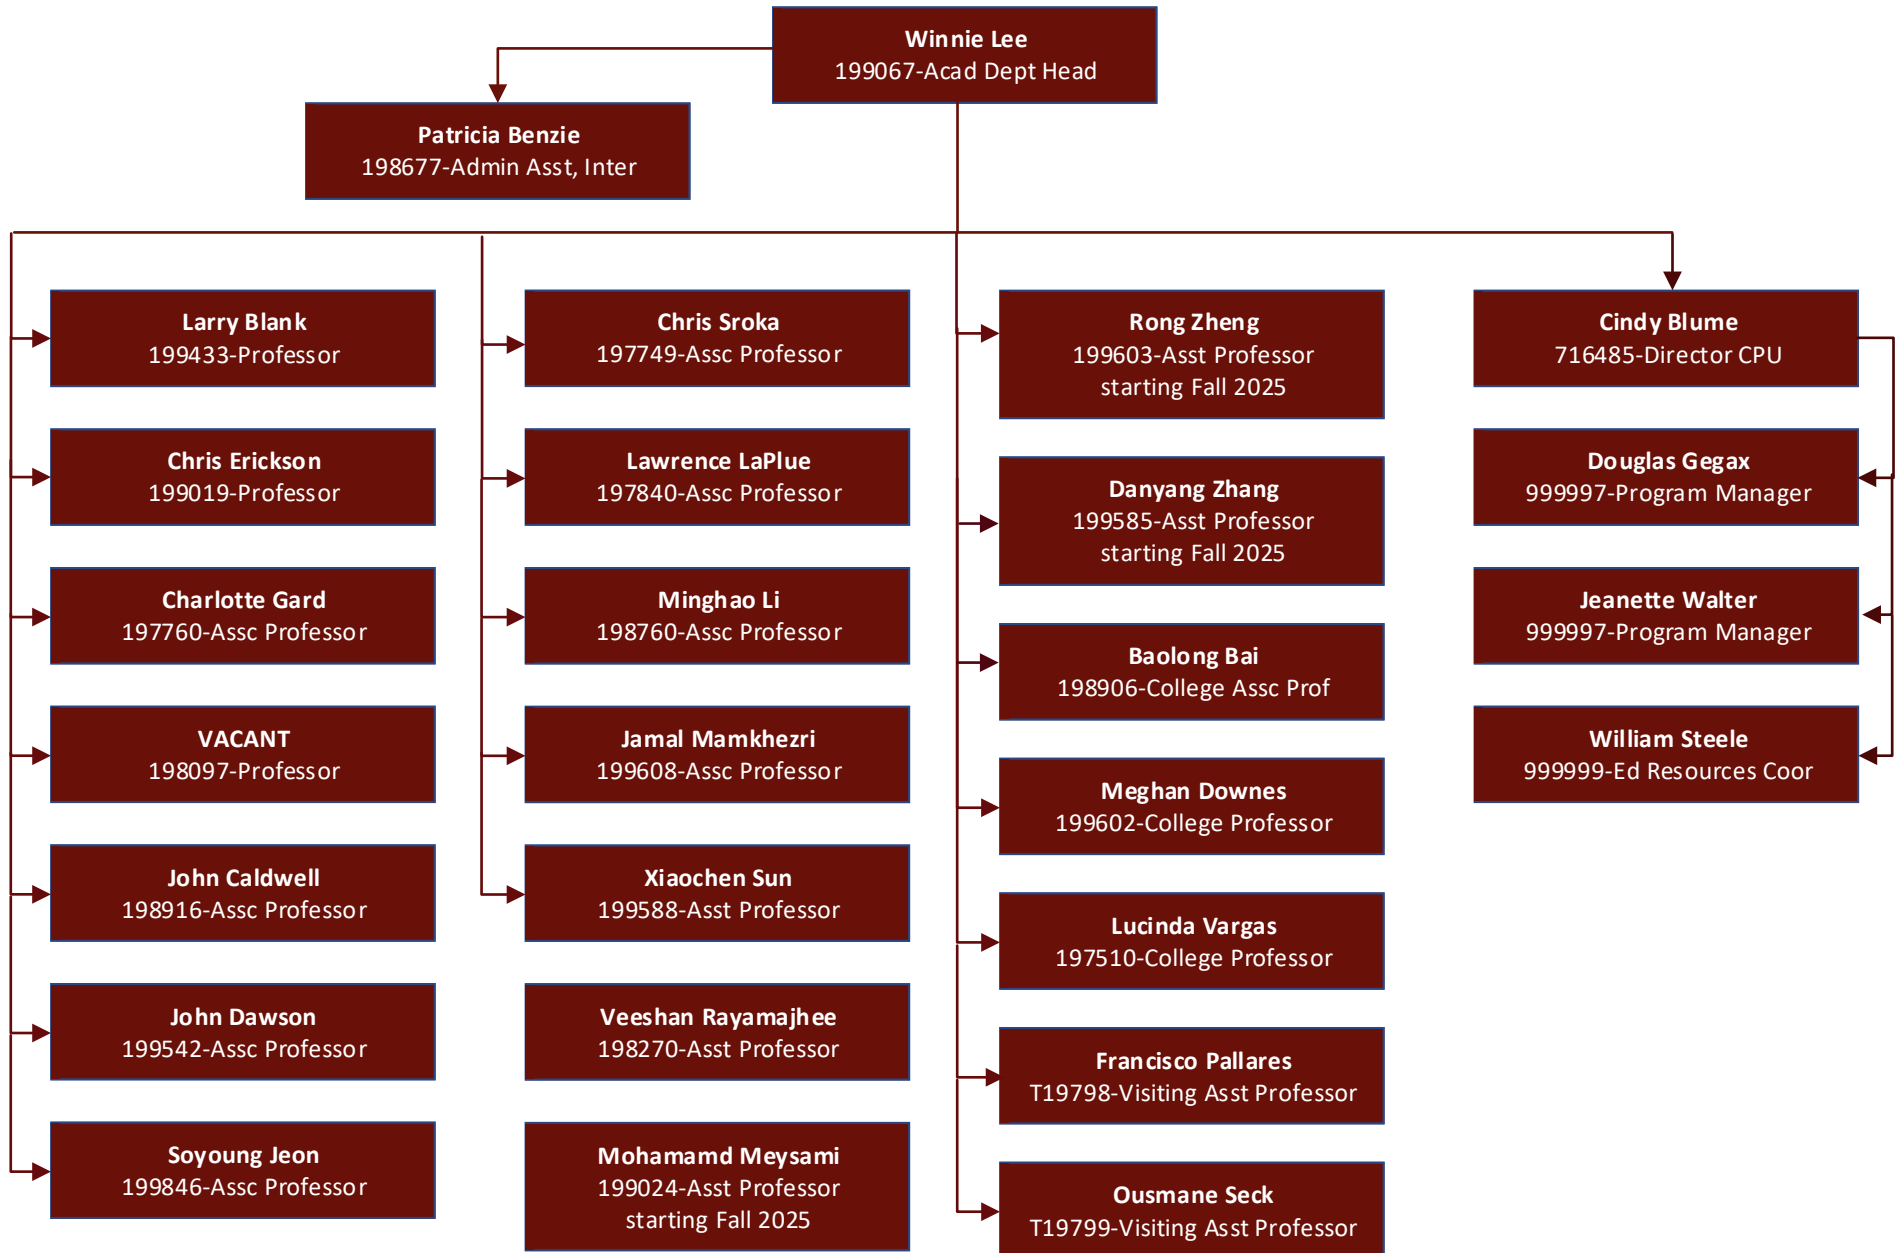 Winnie Lee
199067-Acad Dept Head
Patricia Benzie
198677-Admin Asst, Inter
Larry Blank
199433-Professor
Chris Erickson
199019-Professor
Charlotte Gard
197760-Assc Professor
VACANT
198097-Professor
John Caldwell
198916-Assc Professor
John Dawson
199542-Assc Professor
Soyoung Jeon
199846-Assc Professor
Chris Sroka
197749-Assc Professor
Lawrence LaPlue
197840-Assc Professor
Minghao Li
198760-Assc Professor
Jamal Mamkhezri
199608-Assc Professor
Xiaochen Sun
199588-Asst Professor
Veeshan Rayamajhee
198270-Asst Professor
Mohamamd Meysami
199024-Asst Professor
starting Fall 2025
Rong Zheng
199603-Asst Professor
starting Fall 2025
Danyang Zhang
199585-Asst Professor
starting Fall 2025
Baolong Bai
198906-College Assc Prof
Meghan Downes
199602-College Professor
Lucinda Vargas
197510-College Professor
Francisco Pallares
T19798-Visiting Asst Professor
Ousmane Seck
T19799-Visiting Asst Professor
Cindy Blume
716485-Director CPU
Douglas Gegax
999997-Program Manager
Jeanette Walter
999997-Program Manager
William Steele
999999-Ed Resources Coor